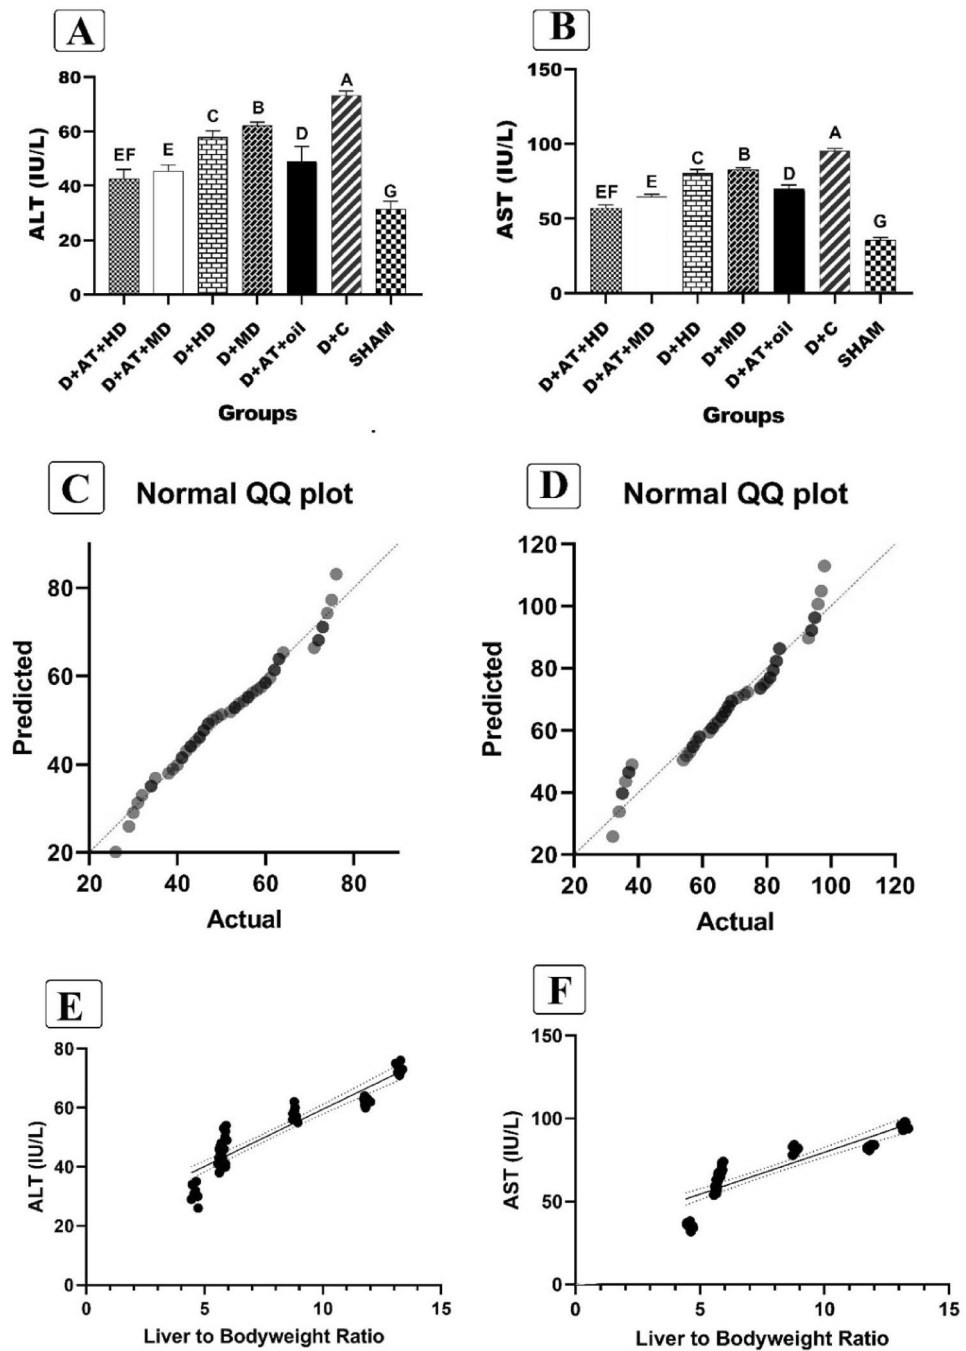 A
ALT (IU/L)
80
60
40
20
0
EF
E
C
B
D
A
G
D+AT+HD
D+AT+MD
D+HD
D+MD
D+AT+oil
D+C
SHAM
Groups
B
AST (IU/L)
150
100
50
0
EF
E
C
B
D
A
G
D+AT+HD
D+AT+MD
D+HD
D+MD
D+AT+oil
D+C
SHAM
Groups
C
Normal QQ plot
Predicted
80
60
40
20
20 40 60 80
Actual
D
Normal QQ plot
Predicted
120
100
80
60
40
20
20 40 60 80 100 120
Actual
E
ALT (IU/L)
80
60
40
20
0
0 5 10 15
Liver to Bodyweight Ratio
F
AST (IU/L)
150
100
50
0
0 5 10 15
Liver to Bodyweight Ratio